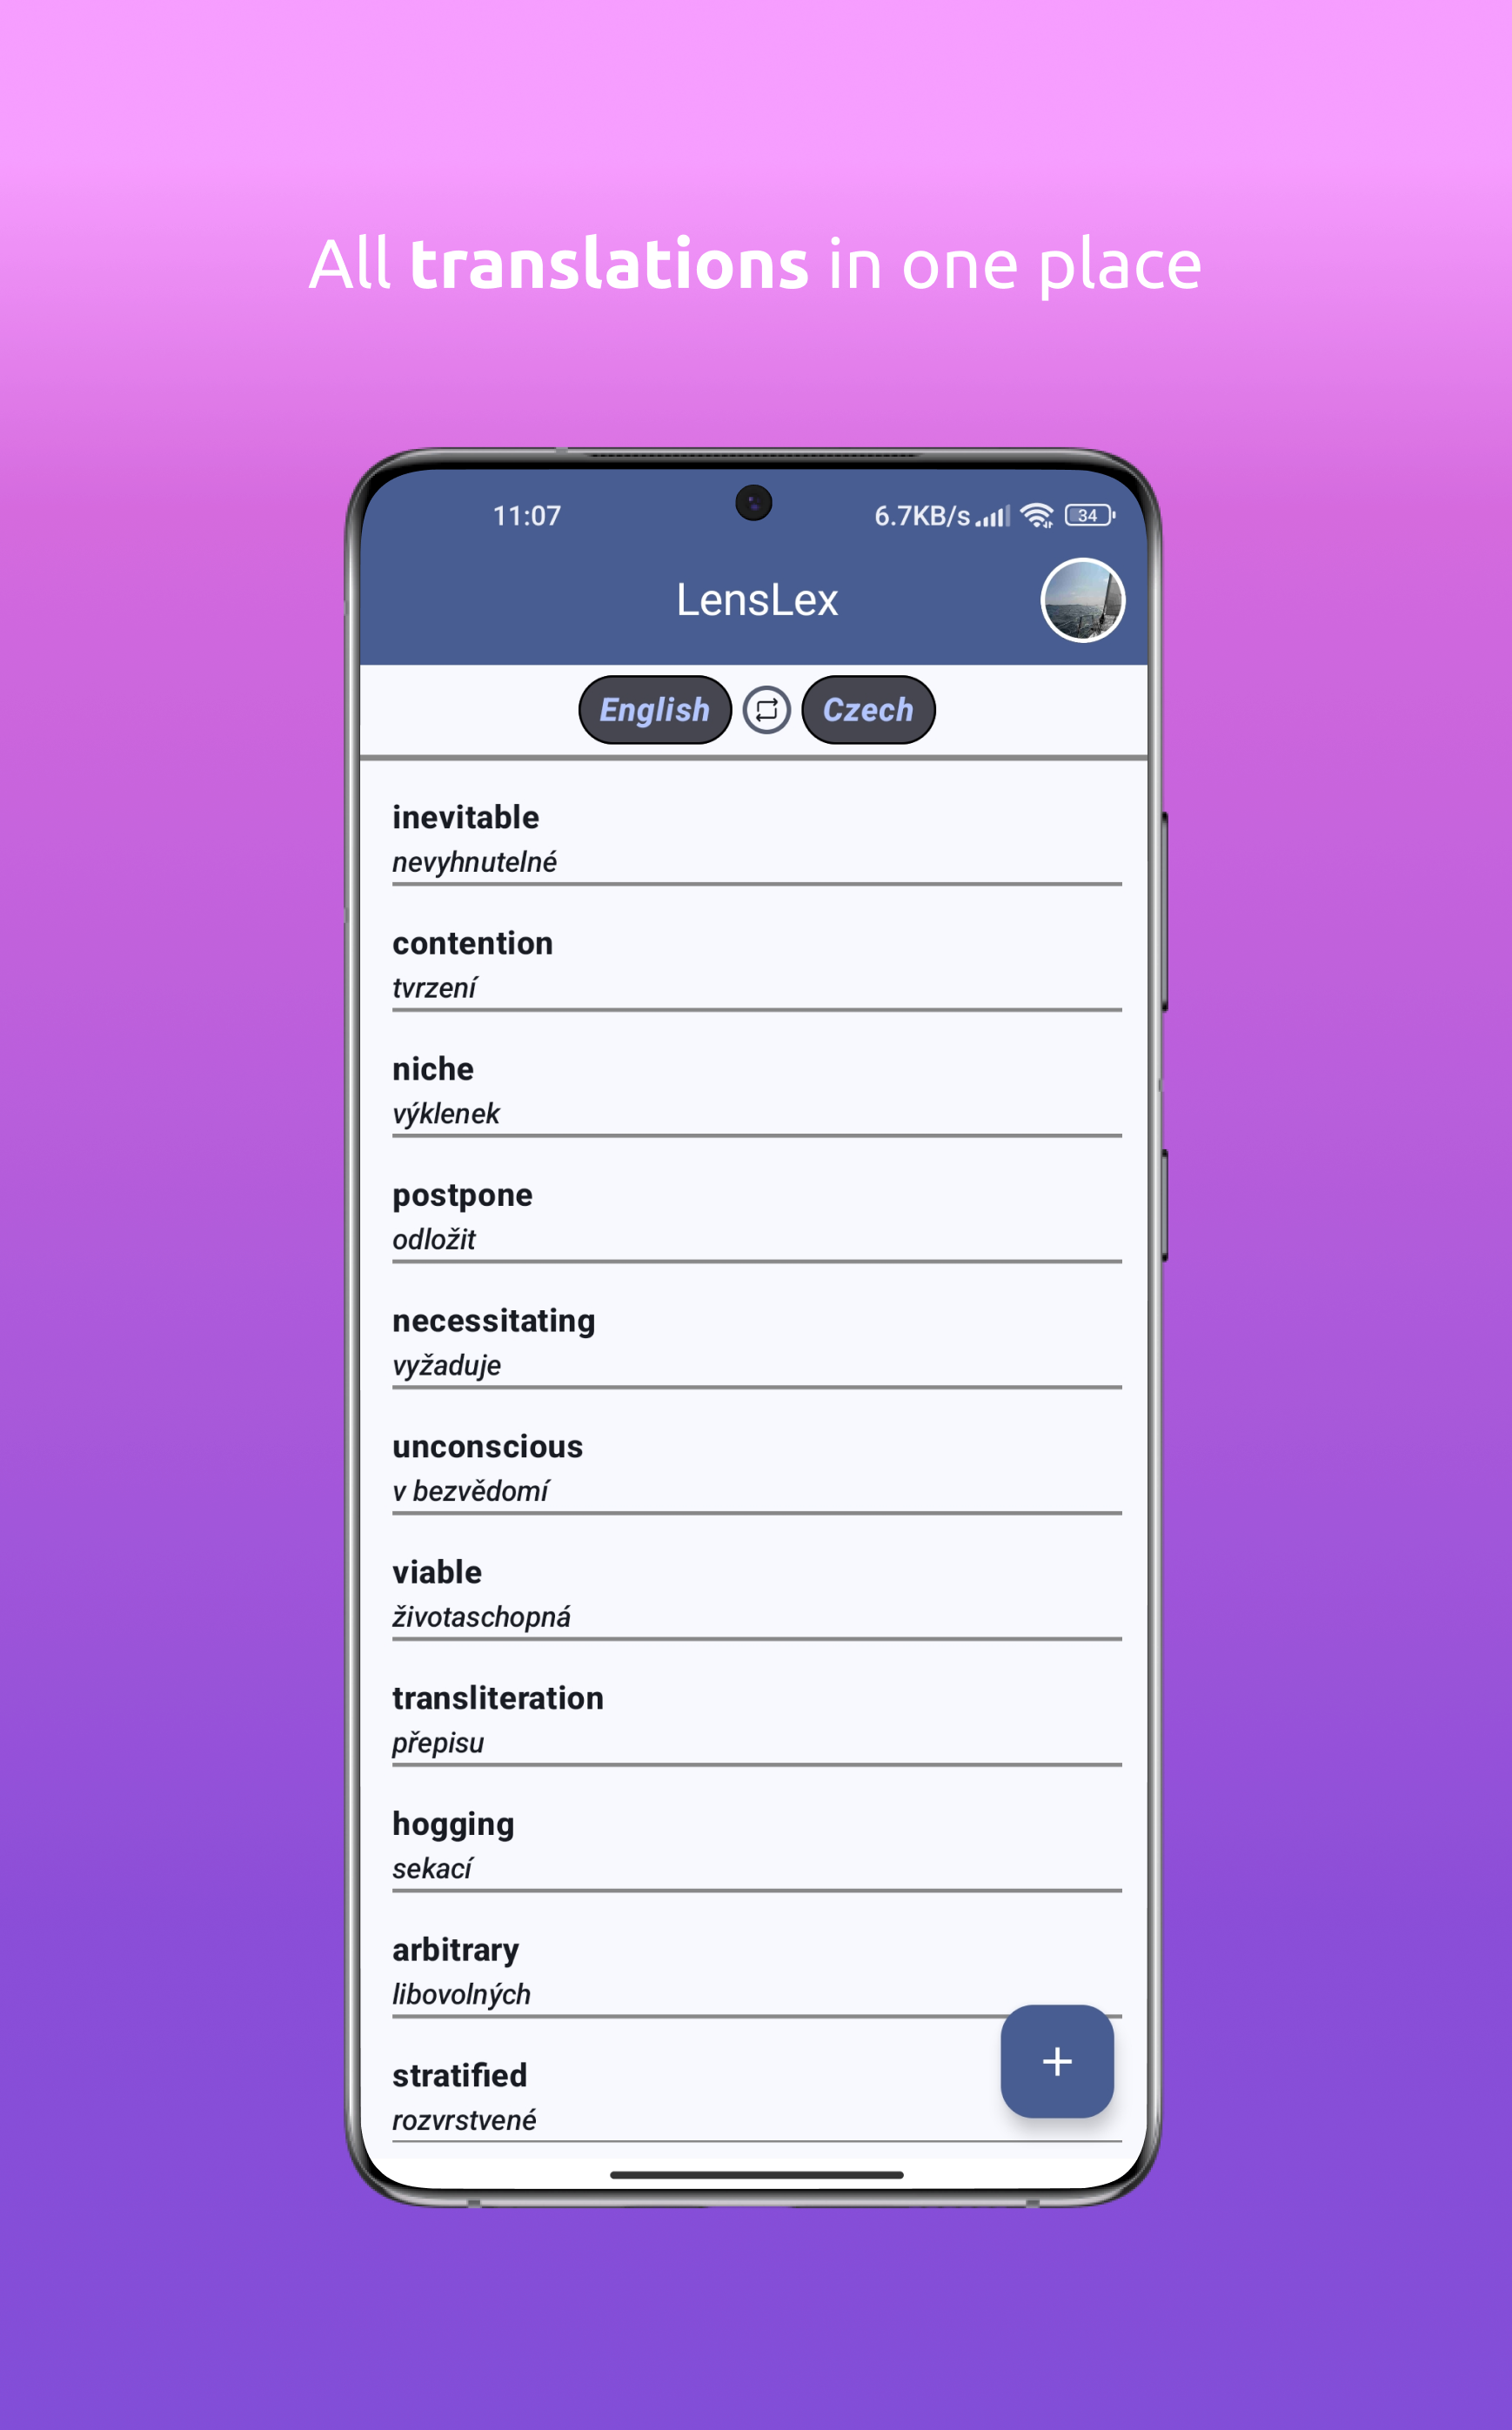 All translations in one place
11:07
6.7KB/s
34
LensLex
English
Czech
inevitable
nevyhnutelné
contention
tvrzení
niche
výklenek
postpone
odložit
necessitating
vyžaduje
unconscious
v bezvědomí
viable
životaschopná
transliteration
přepisu
hogging
sekací
arbitrary
libovolných
stratified
rozvrstvené